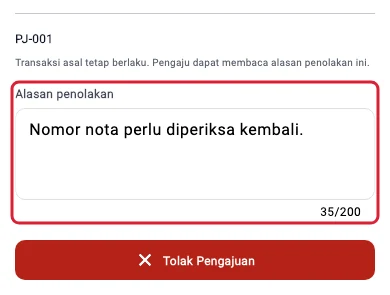 PJ-001
Transaksi asal tetap berlaku. Pengaju dapat membaca alasan penolakan ini.
Alasan penolakan
Nomor nota perlu diperiksa kembali.
35/200
Tolak Pengajuan